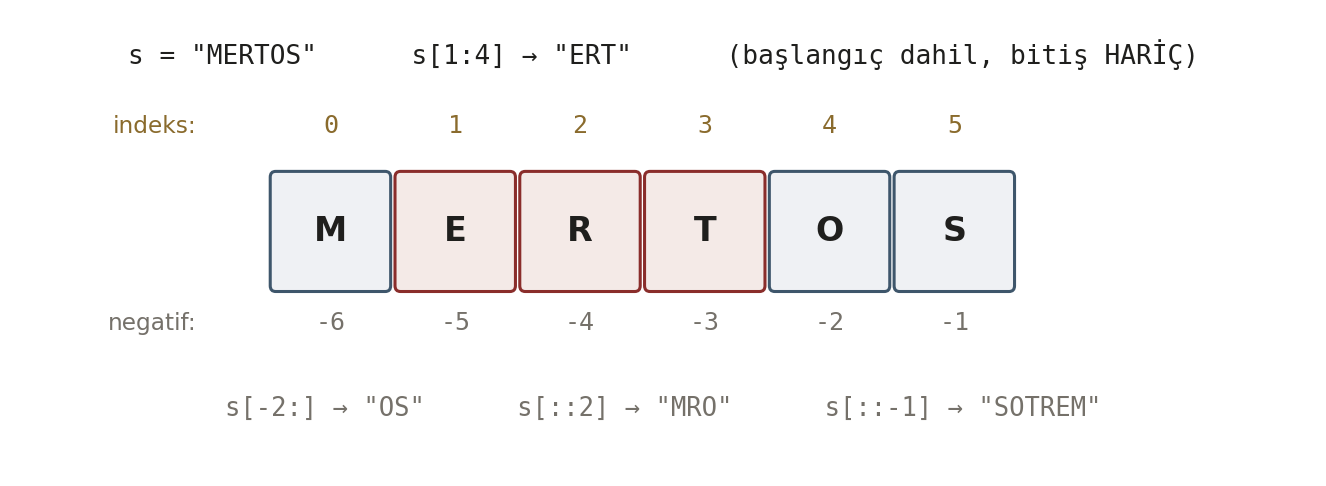 s = "MERTOS" s[1:4] → "ERT" (başlangıç dahil, bitiş HARİÇ)
indeks: 0 1 2 3 4 5
M E R T O S
negatif: -6 -5 -4 -3 -2 -1
s[-2:] → "OS" s[::2] → "MRO" s[::-1] → "SOTREM"